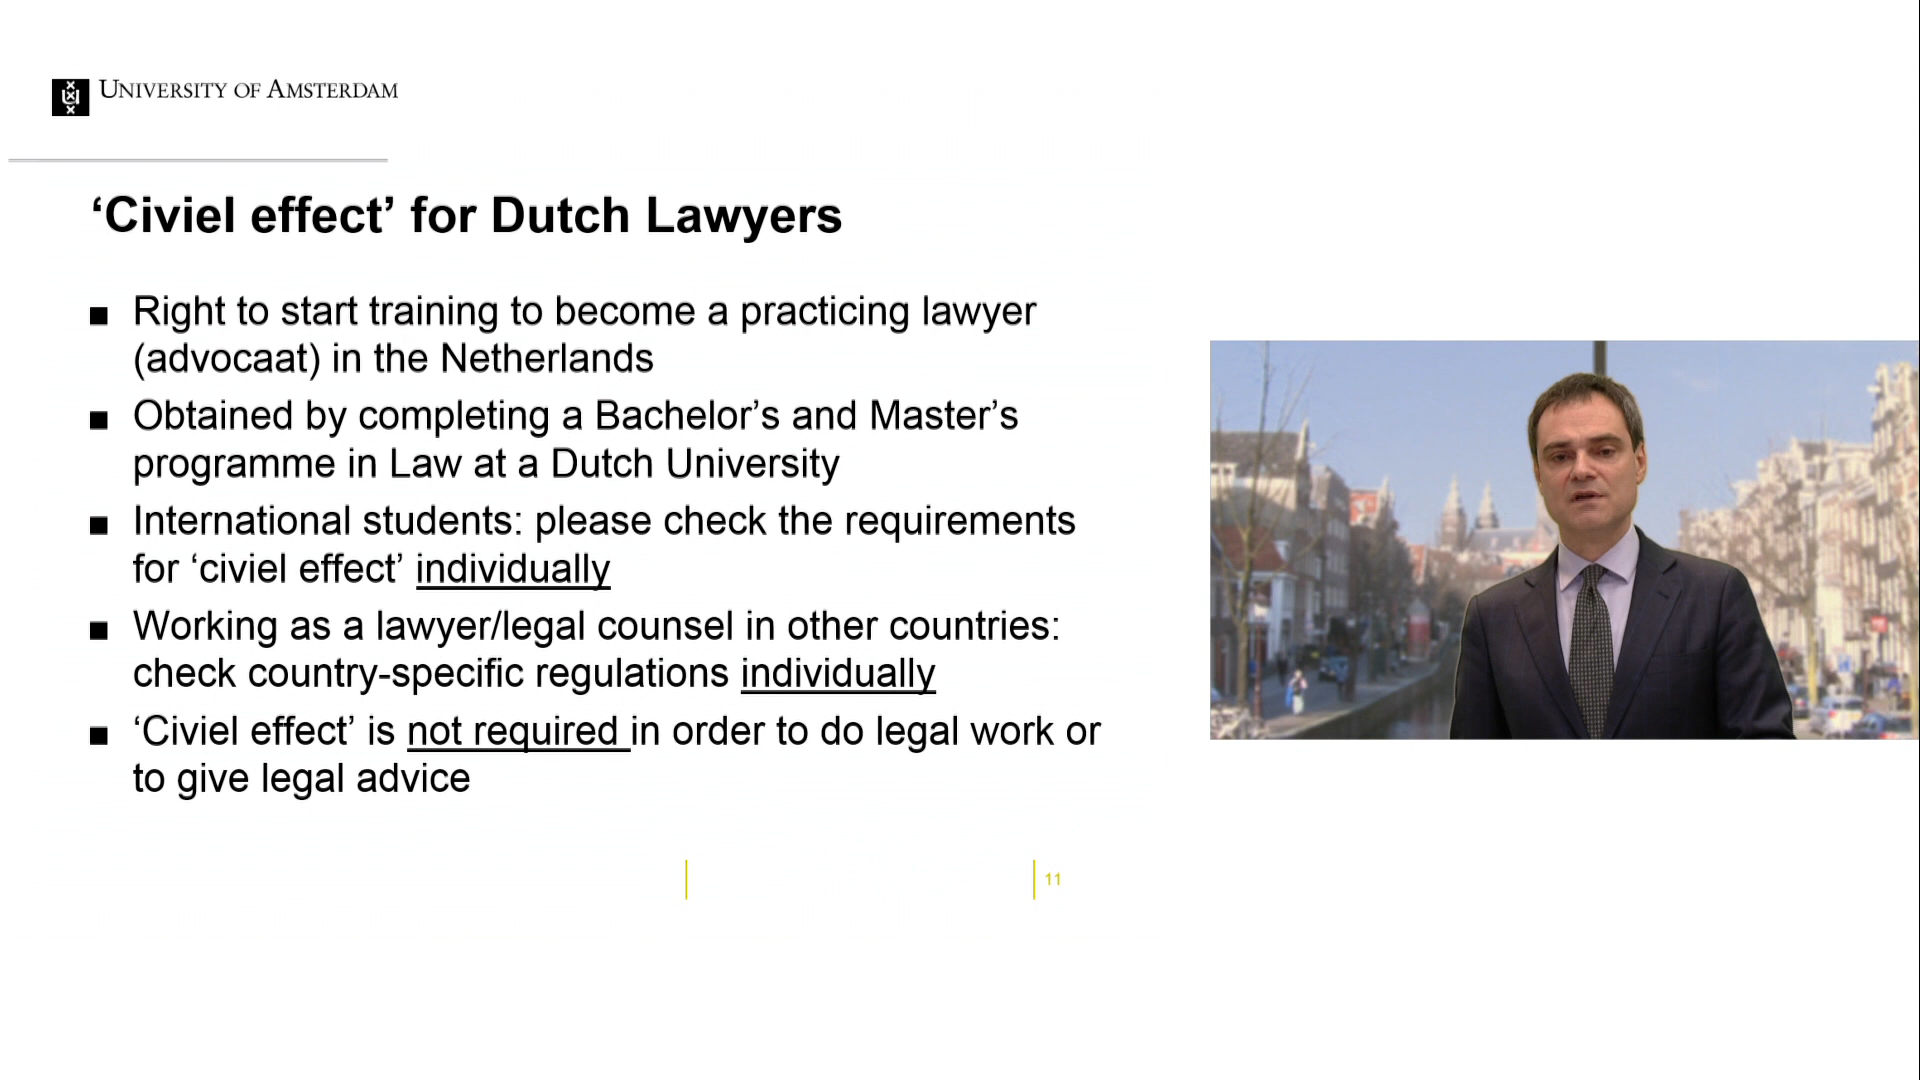 UNIVERSITY OF AMSTERDAM
‘Civiel effect’ for Dutch Lawyers
■ Right to start training to become a practicing lawyer
(advocaat) in the Netherlands
■ Obtained by completing a Bachelor’s and Master’s
programme in Law at a Dutch University
■ International students: please check the requirements
for ‘civiel effect’ individually
■ Working as a lawyer/legal counsel in other countries:
check country-specific regulations individually
■ ‘Civiel effect’ is not required in order to do legal work or
to give legal advice
11